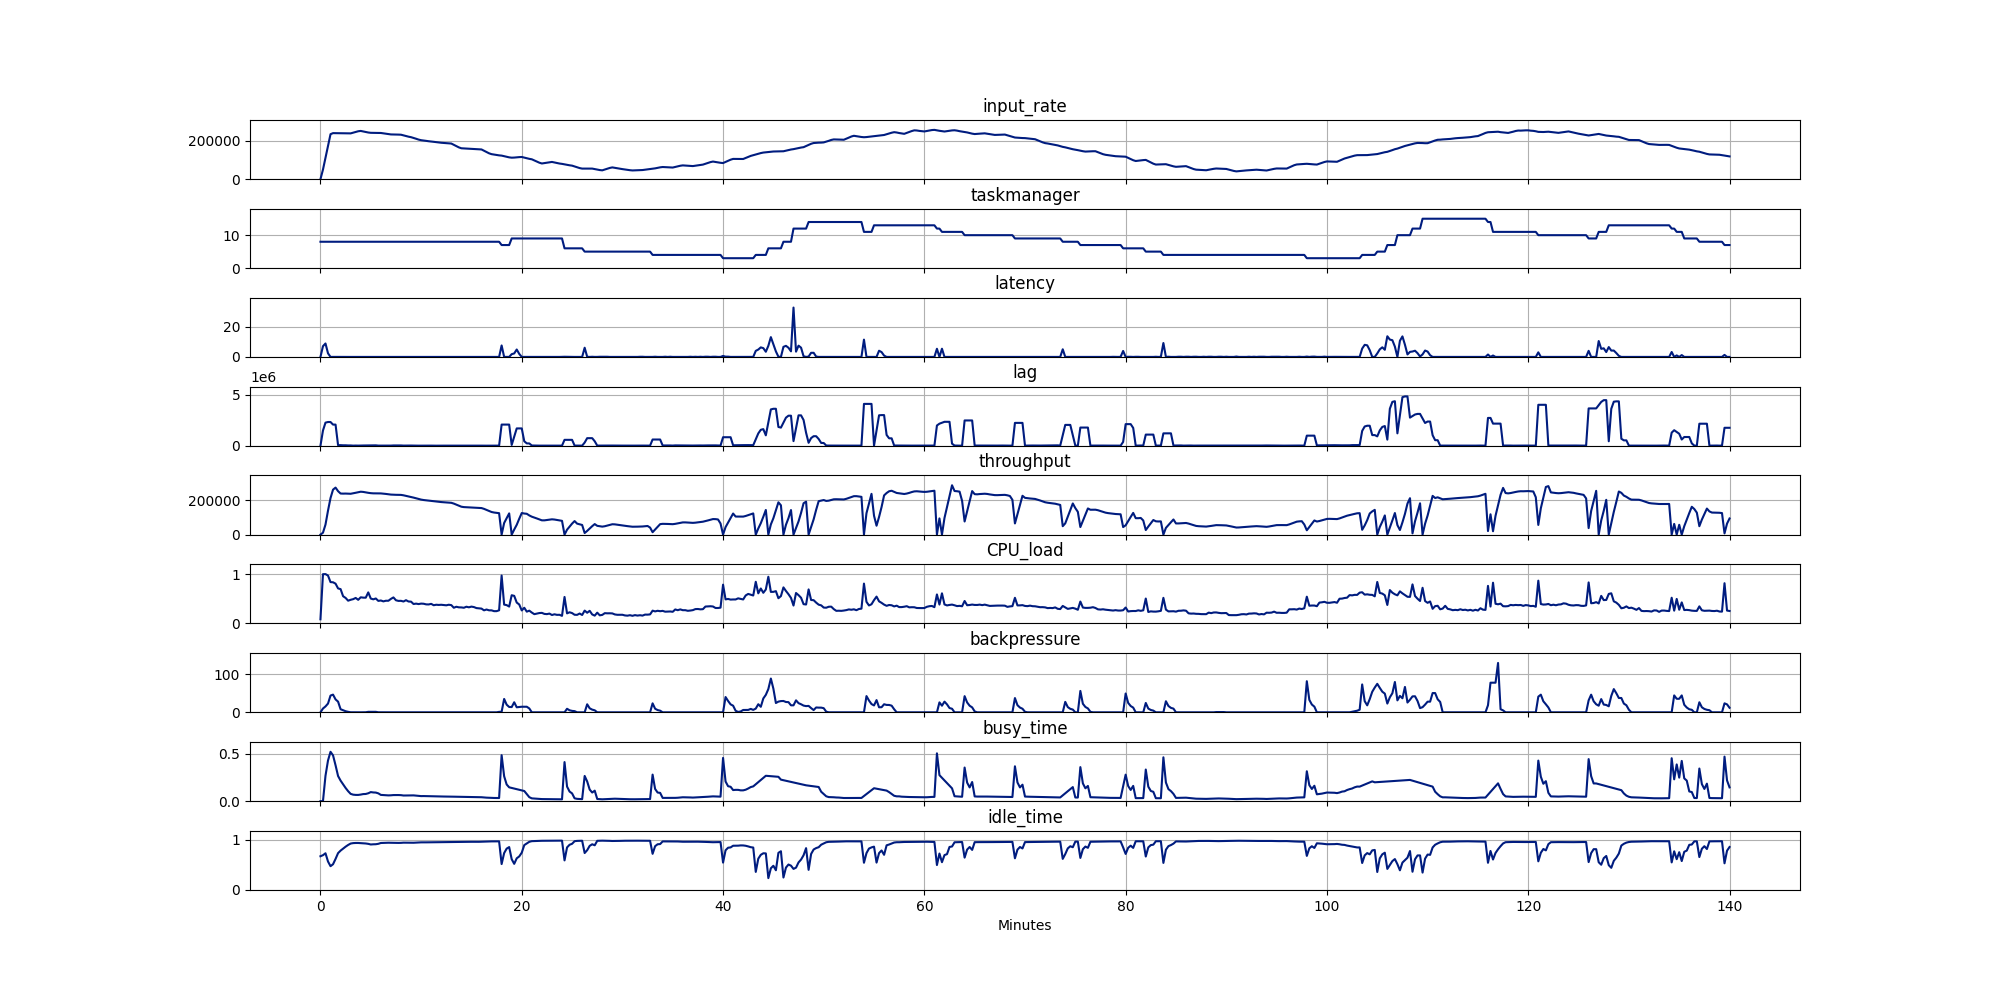 input_rate
200000
0
taskmanager
10
0
latency
20
0
1e6
lag
5
0
throughput
200000
0
CPU_load
1
0
backpressure
100
0
busy_time
0.5
0.0
idle_time
1
0
0 20 40 60 80 100 120 140
Minutes